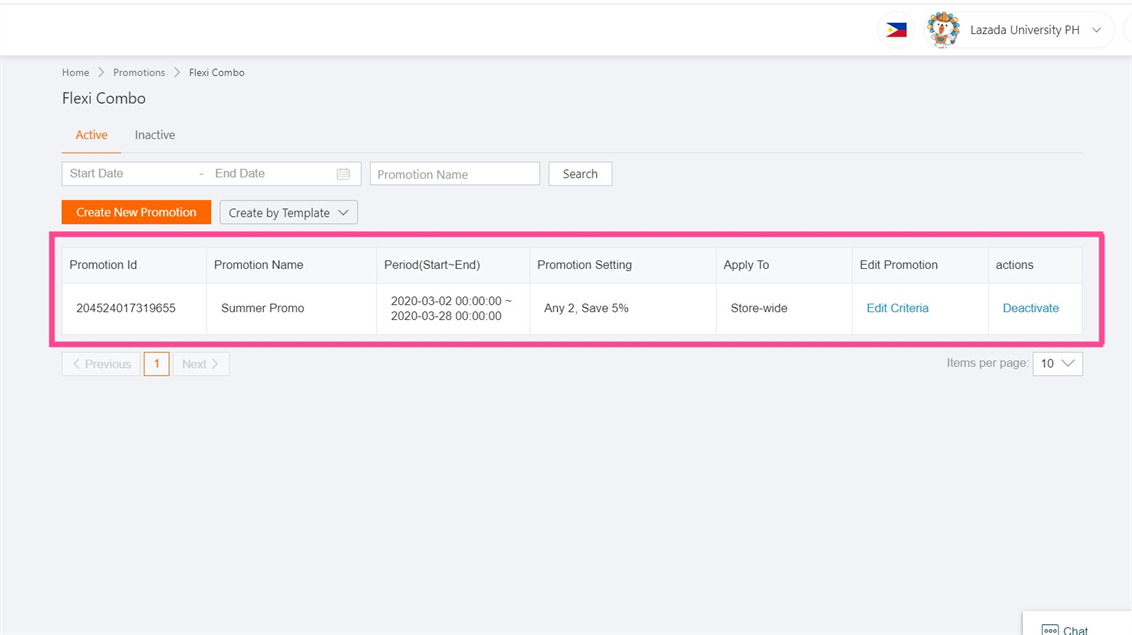 Lazada University PH
Home > Promotions > Flexi Combo
Flexi Combo
Active Inactive
Start Date - End Date Promotion Name Search
Create New Promotion Create by Template
Promotion Id Promotion Name Period(Start~End) Promotion Setting Apply To Edit Promotion actions
204524017319655 Summer Promo 2020-03-02 00:00:00 ~ Any 2, Save 5% Store-wide Edit Criteria Deactivate
2020-03-28 00:00:00
< Previous 1 Next > Items per page: 10
Chat